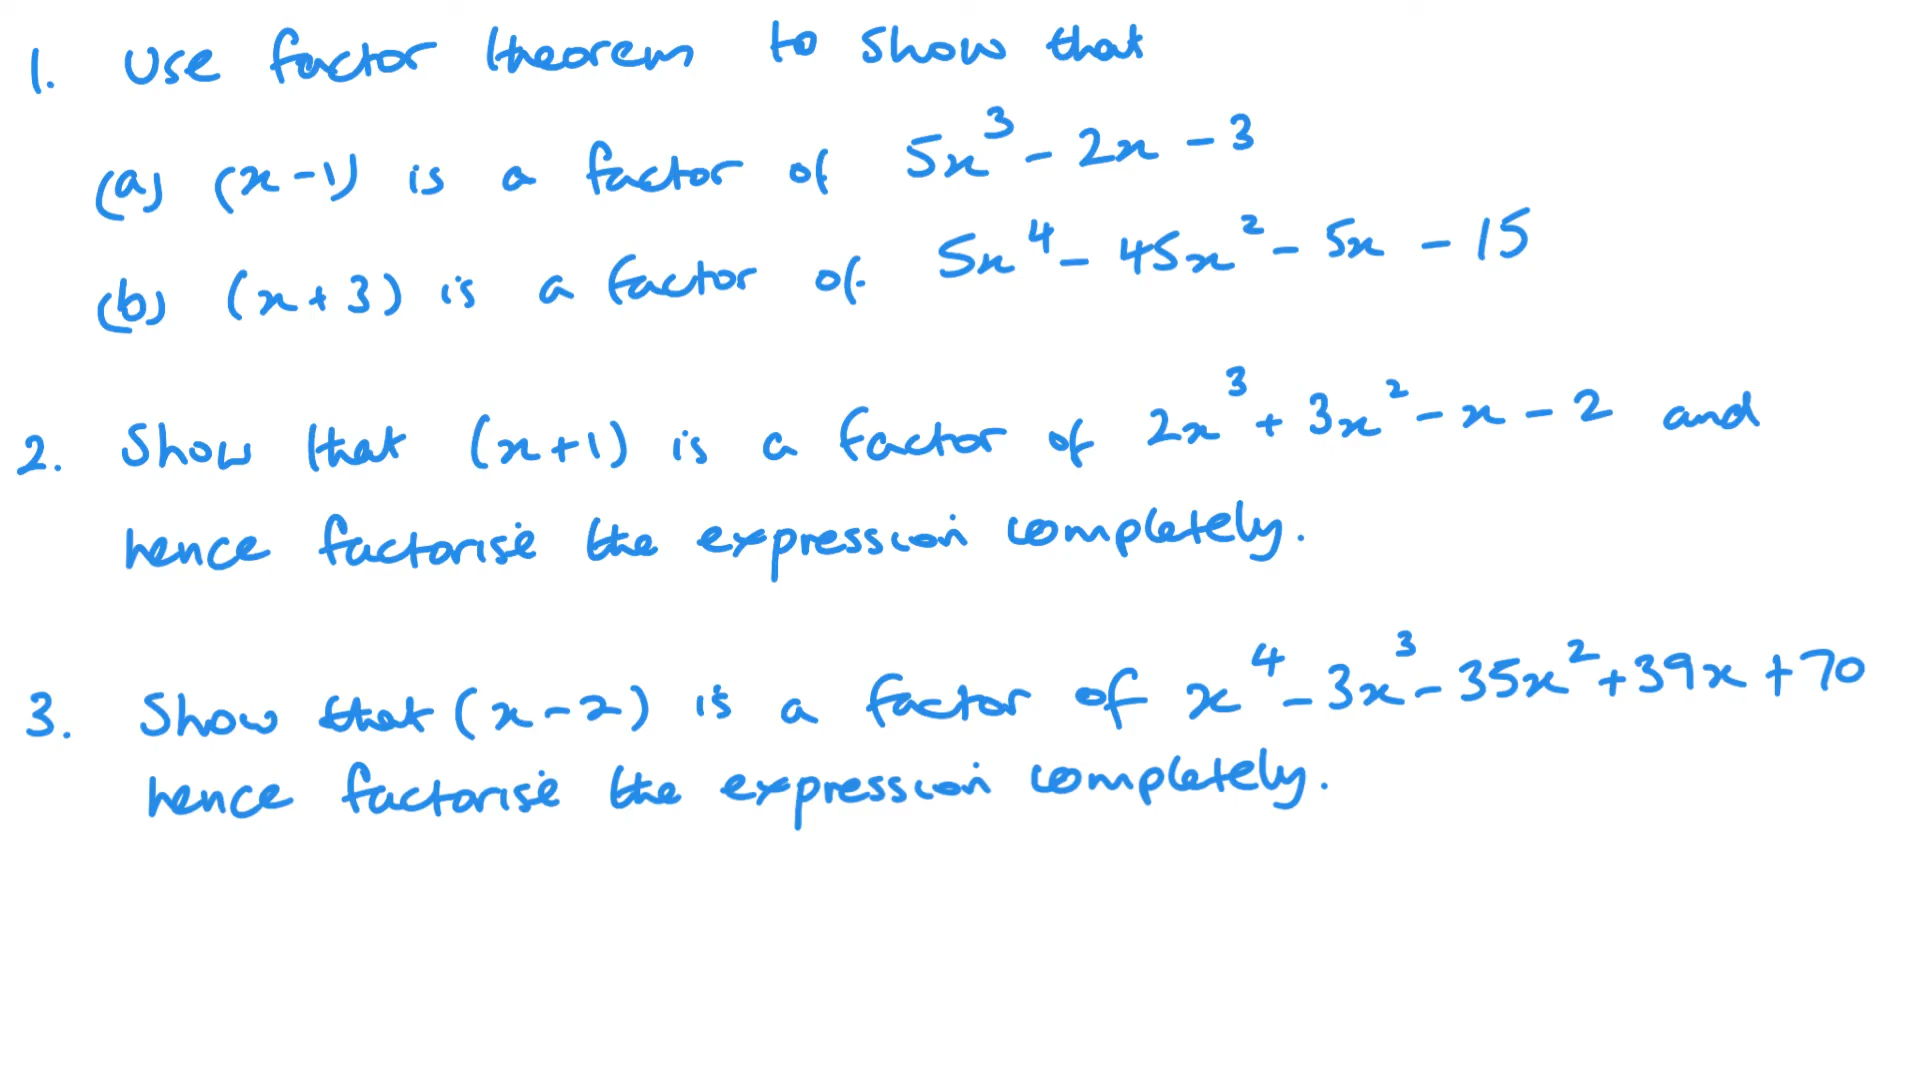 1. Use factor theorem to show that
(a) (x-1) is a factor of 5x³ - 2x - 3
(b) (x+3) is a factor of 5x⁴ - 45x² - 5x - 15
2. Show that (x+1) is a factor of 2x³ + 3x² - x - 2 and
hence factorise the expression completely.
3. Show that (x-2) is a factor of x⁴ - 3x³ - 35x² + 39x + 70
hence factorise the expression completely.